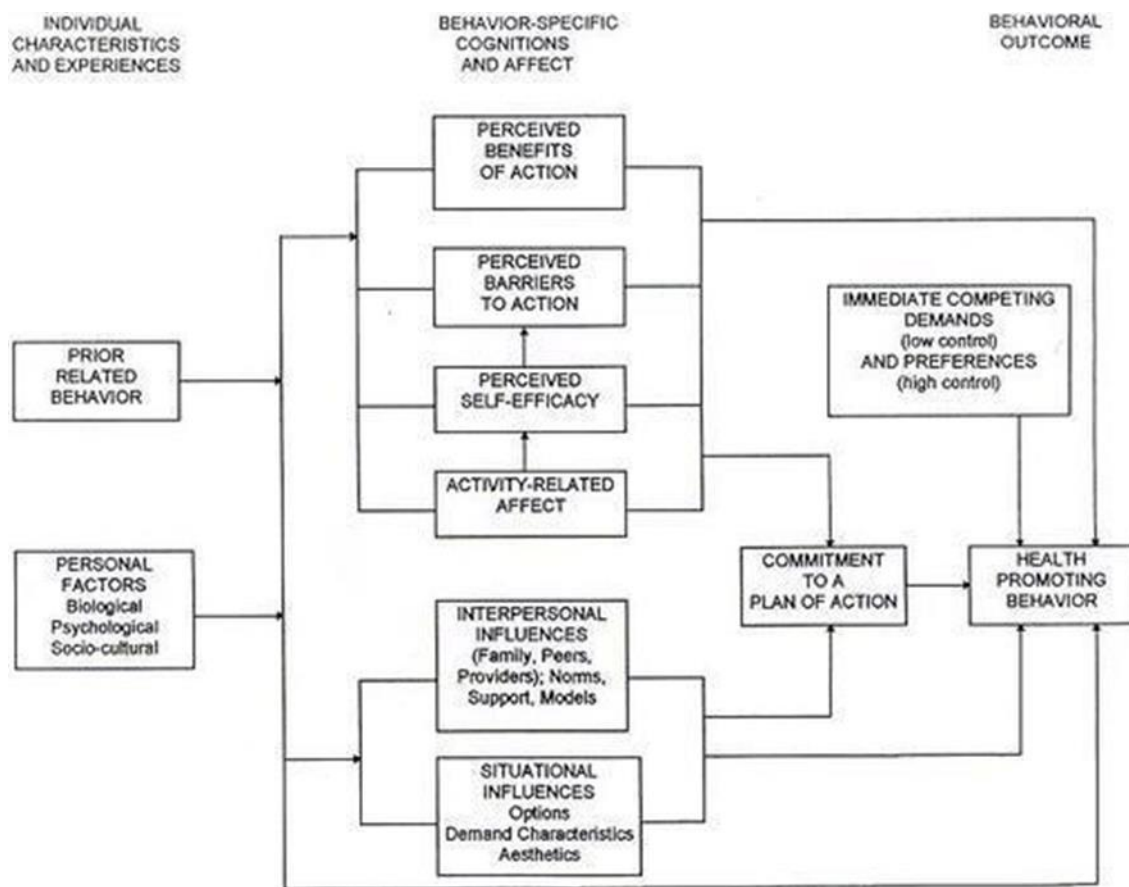 INDIVIDUAL
CHARACTERISTICS
AND EXPERIENCES
BEHAVIOR-SPECIFIC
COGNITIONS
AND AFFECT
BEHAVIORAL
OUTCOME
PERCEIVED
BENEFITS
OF ACTION
PERCEIVED
BARRIERS
TO ACTION
IMMEDIATE COMPETING
DEMANDS
(low control)
AND PREFERENCES
(high control)
PRIOR
RELATED
BEHAVIOR
PERCEIVED
SELF-EFFICACY
ACTIVITY-RELATED
AFFECT
PERSONAL
FACTORS
Biological
Psychological
Socio-cultural
COMMITMENT
TO A
PLAN OF ACTION
HEALTH
PROMOTING
BEHAVIOR
INTERPERSONAL
INFLUENCES
(Family, Peers,
Providers); Norms,
Support, Models
SITUATIONAL
INFLUENCES
Options
Demand Characteristics
Aesthetics